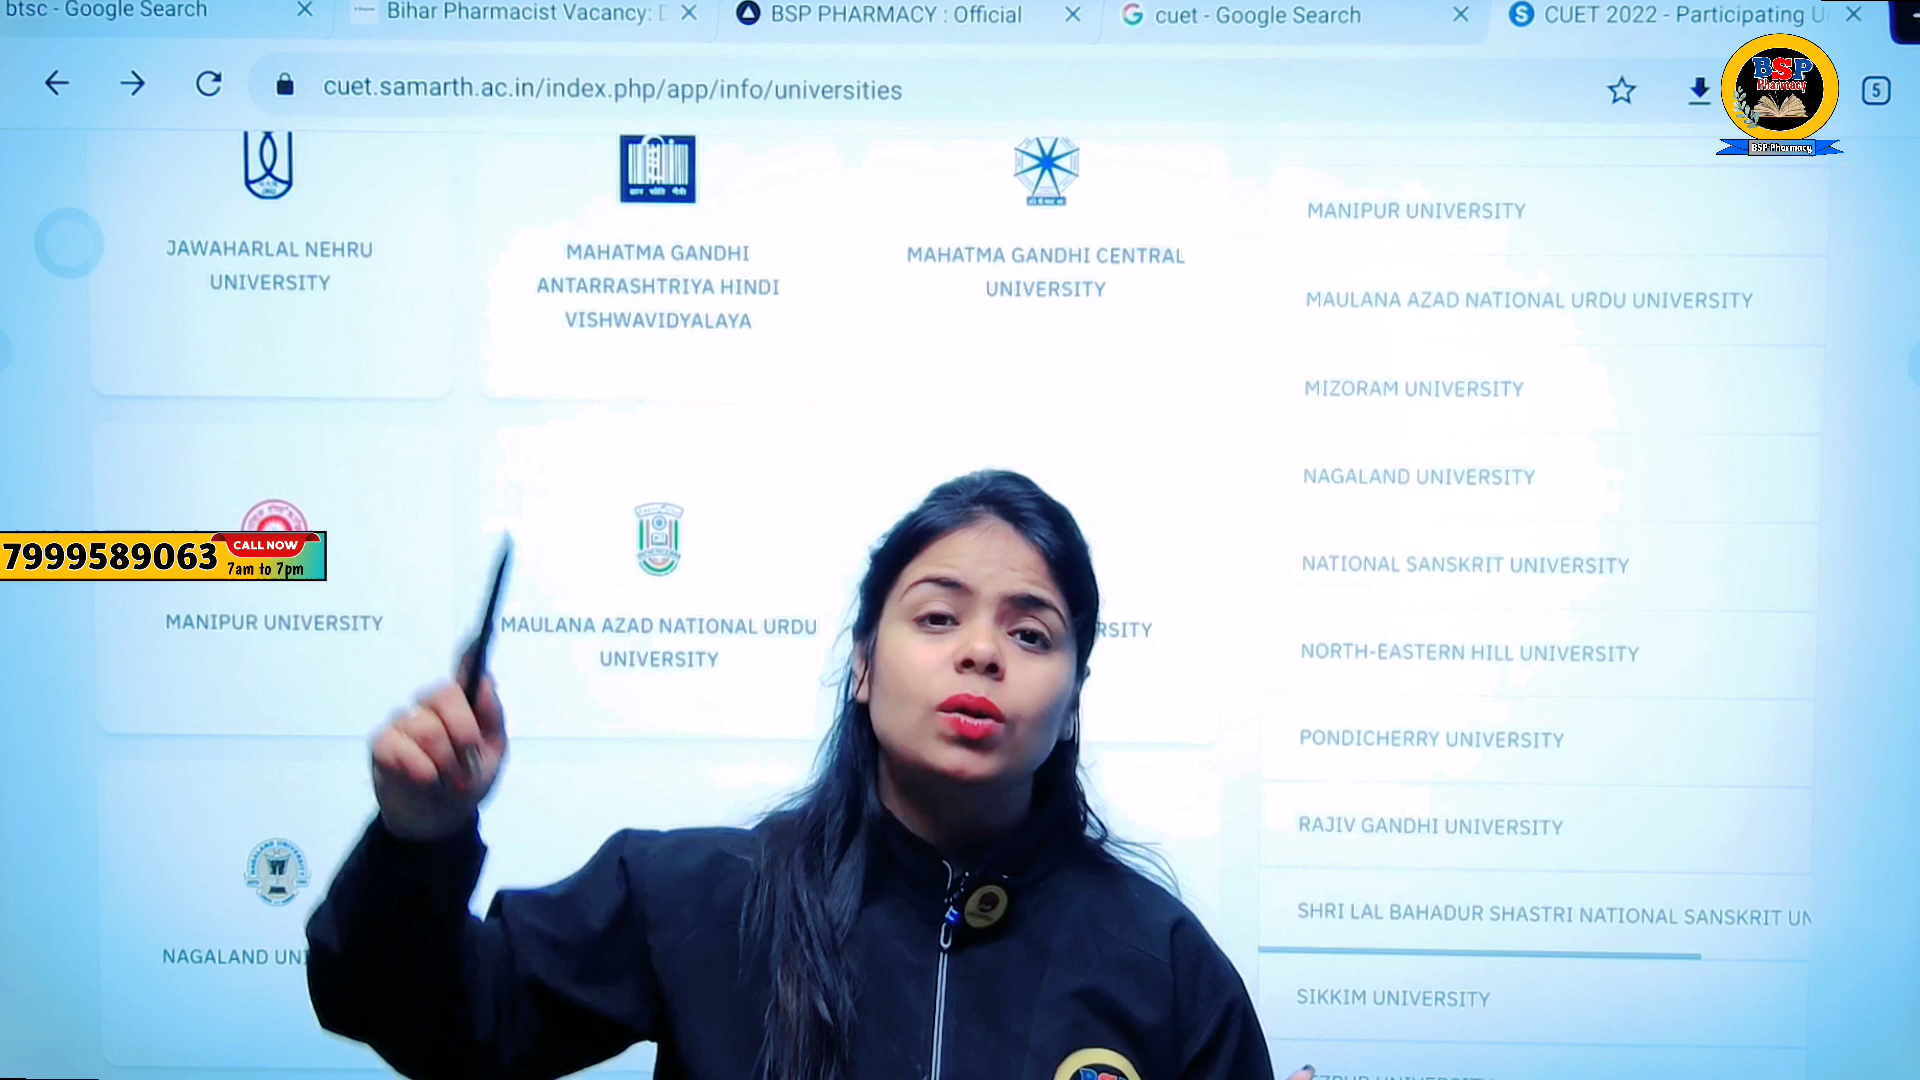 btsc - Google Search
Bihar Pharmacist Vacancy:
BSP PHARMACY : Official
cuet - Google Search
CUET 2022 - Participating U
cuet.samarth.ac.in/index.php/app/info/universities
5
BSP
Pharmacy
BSP Pharmacy
JAWAHARLAL NEHRU
UNIVERSITY
MAHATMA GANDHI
ANTARRASHTRIYA HINDI
VISHWAVIDYALAYA
MAHATMA GANDHI CENTRAL
UNIVERSITY
MANIPUR UNIVERSITY
MAULANA AZAD NATIONAL URDU
UNIVERSITY
RSITY
NAGALAND UNI
MANIPUR UNIVERSITY
MAULANA AZAD NATIONAL URDU UNIVERSITY
MIZORAM UNIVERSITY
NAGALAND UNIVERSITY
NATIONAL SANSKRIT UNIVERSITY
NORTH-EASTERN HILL UNIVERSITY
PONDICHERRY UNIVERSITY
RAJIV GANDHI UNIVERSITY
SHRI LAL BAHADUR SHASTRI NATIONAL SANSKRIT UN
SIKKIM UNIVERSITY
7999589063
CALL NOW
7am to 7pm